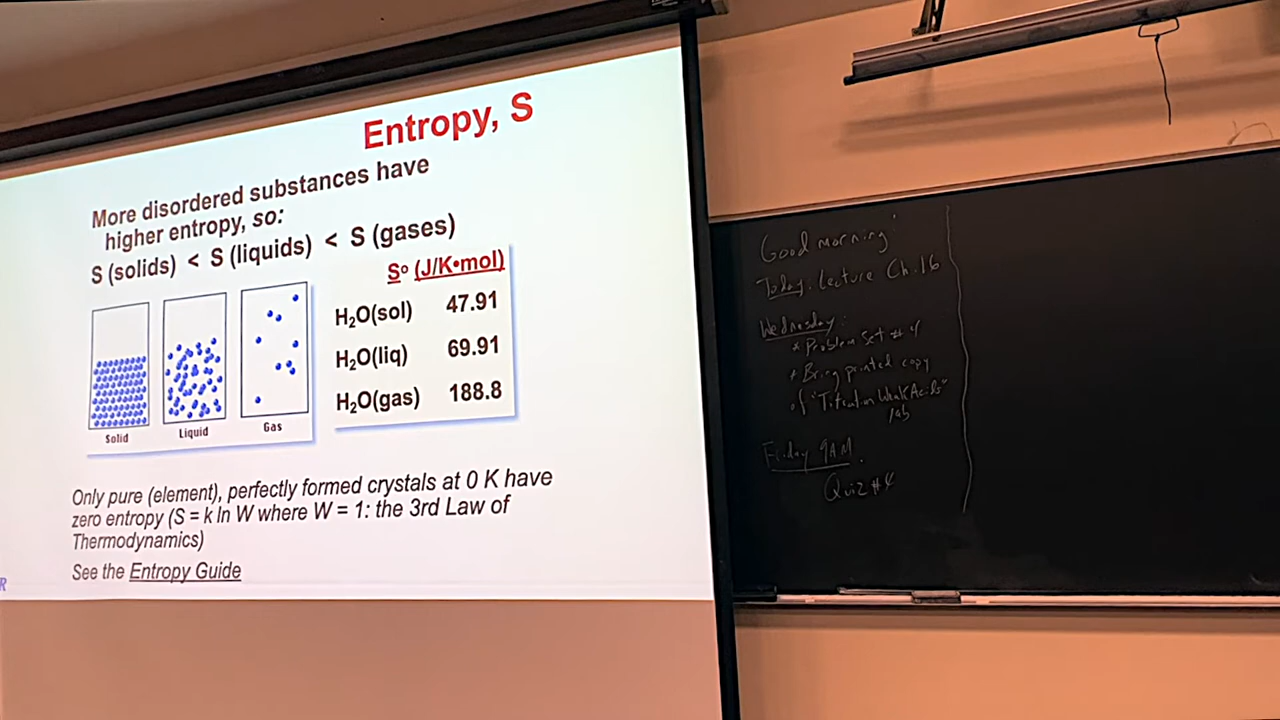 Entropy, S
More disordered substances have
higher entropy, so:
S (solids) < S (liquids) < S (gases)
Sº (J/K•mol)
H₂O(sol) 47.91
H₂O(liq) 69.91
H₂O(gas) 188.8
Solid
Liquid
Gas
Only pure (element), perfectly formed crystals at 0 K have
zero entropy (S = k ln W where W = 1: the 3rd Law of
Thermodynamics)
See the Entropy Guide
R
Good morning
Today: Lecture Ch. 16
Wednesday:
* Problem Set #4
+ Bring printed copy
of "Titration Weak Acids"
lab
Friday 9AM
Quiz #4